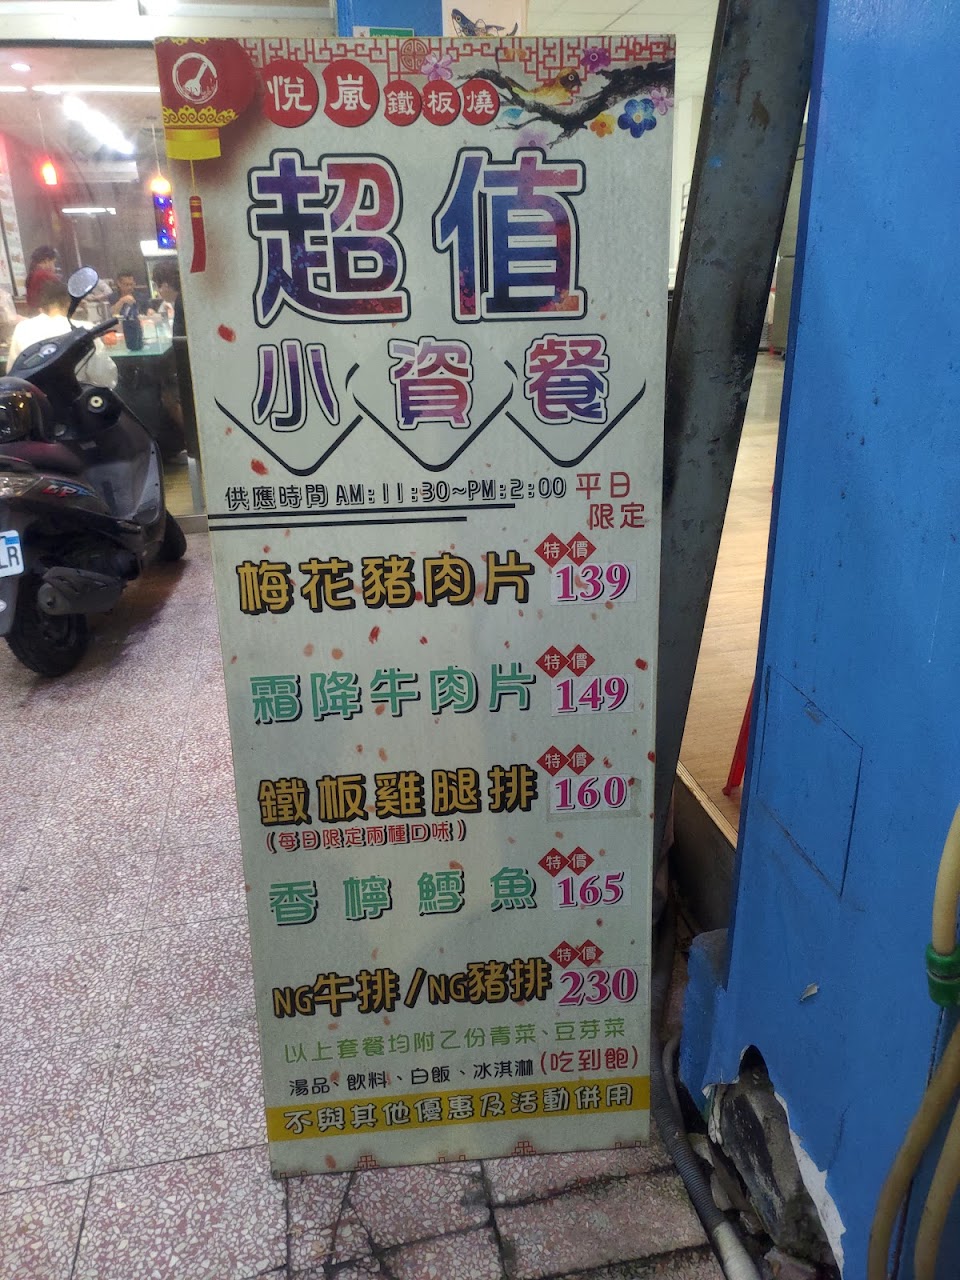 悅嵐鐵板燒
超值
小資餐
供應時間 AM:11:30~PM:2:00 平日限定
梅花豬肉片 特價 139
霜降牛肉片 特價 149
鐵板雞腿排 特價 160
(每日限定兩種口味)
香檸鱈魚 特價 165
NG牛排/NG豬排 特價 230
以上套餐均附乙份青菜、豆芽菜
湯品、飲料、白飯、冰淇淋(吃到飽)
不與其他優惠及活動併用